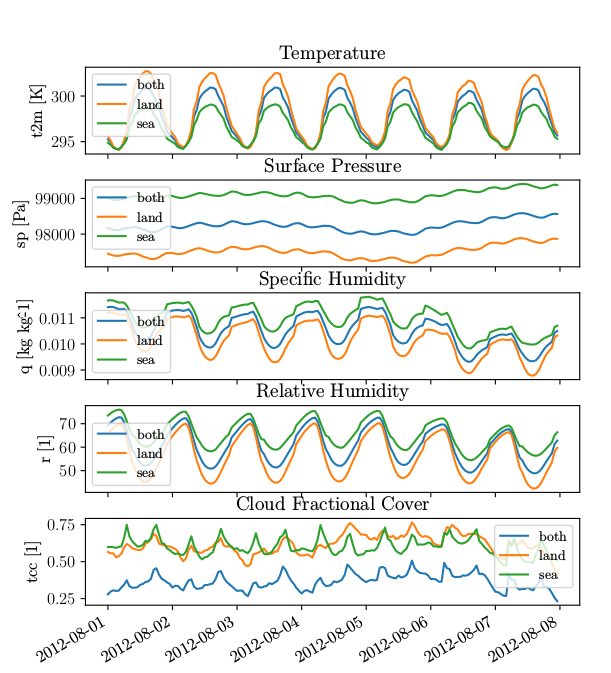 Temperature
t2m [K]
300
295
both
land
sea
Surface Pressure
sp [Pa]
99000
98000
both
land
sea
Specific Humidity
q [kg kg-1]
0.011
0.010
0.009
both
land
sea
Relative Humidity
r [1]
70
60
50
both
land
sea
Cloud Fractional Cover
tcc [1]
0.75
0.50
0.25
both
land
sea
2012-08-01
2012-08-02
2012-08-03
2012-08-04
2012-08-05
2012-08-06
2012-08-07
2012-08-08